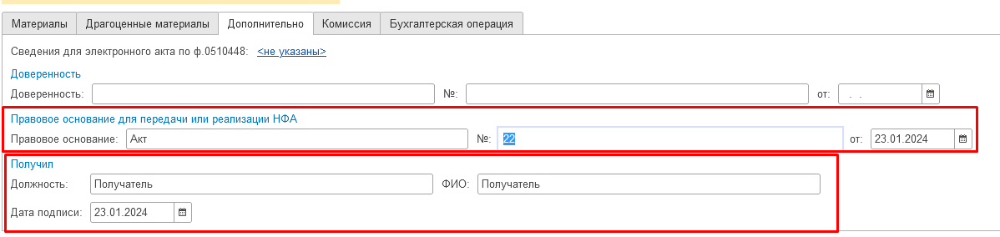 Материалы Драгоценные материалы Дополнительно Комиссия Бухгалтерская операция
Сведения для электронного акта по ф.0510448: <не указаны>
Доверенность
Доверенность: №: от: . .
Правовое основание для передачи или реализации НФА
Правовое основание: Акт №: 22 от: 23.01.2024
Получил
Должность: Получатель ФИО: Получатель
Дата подписи: 23.01.2024